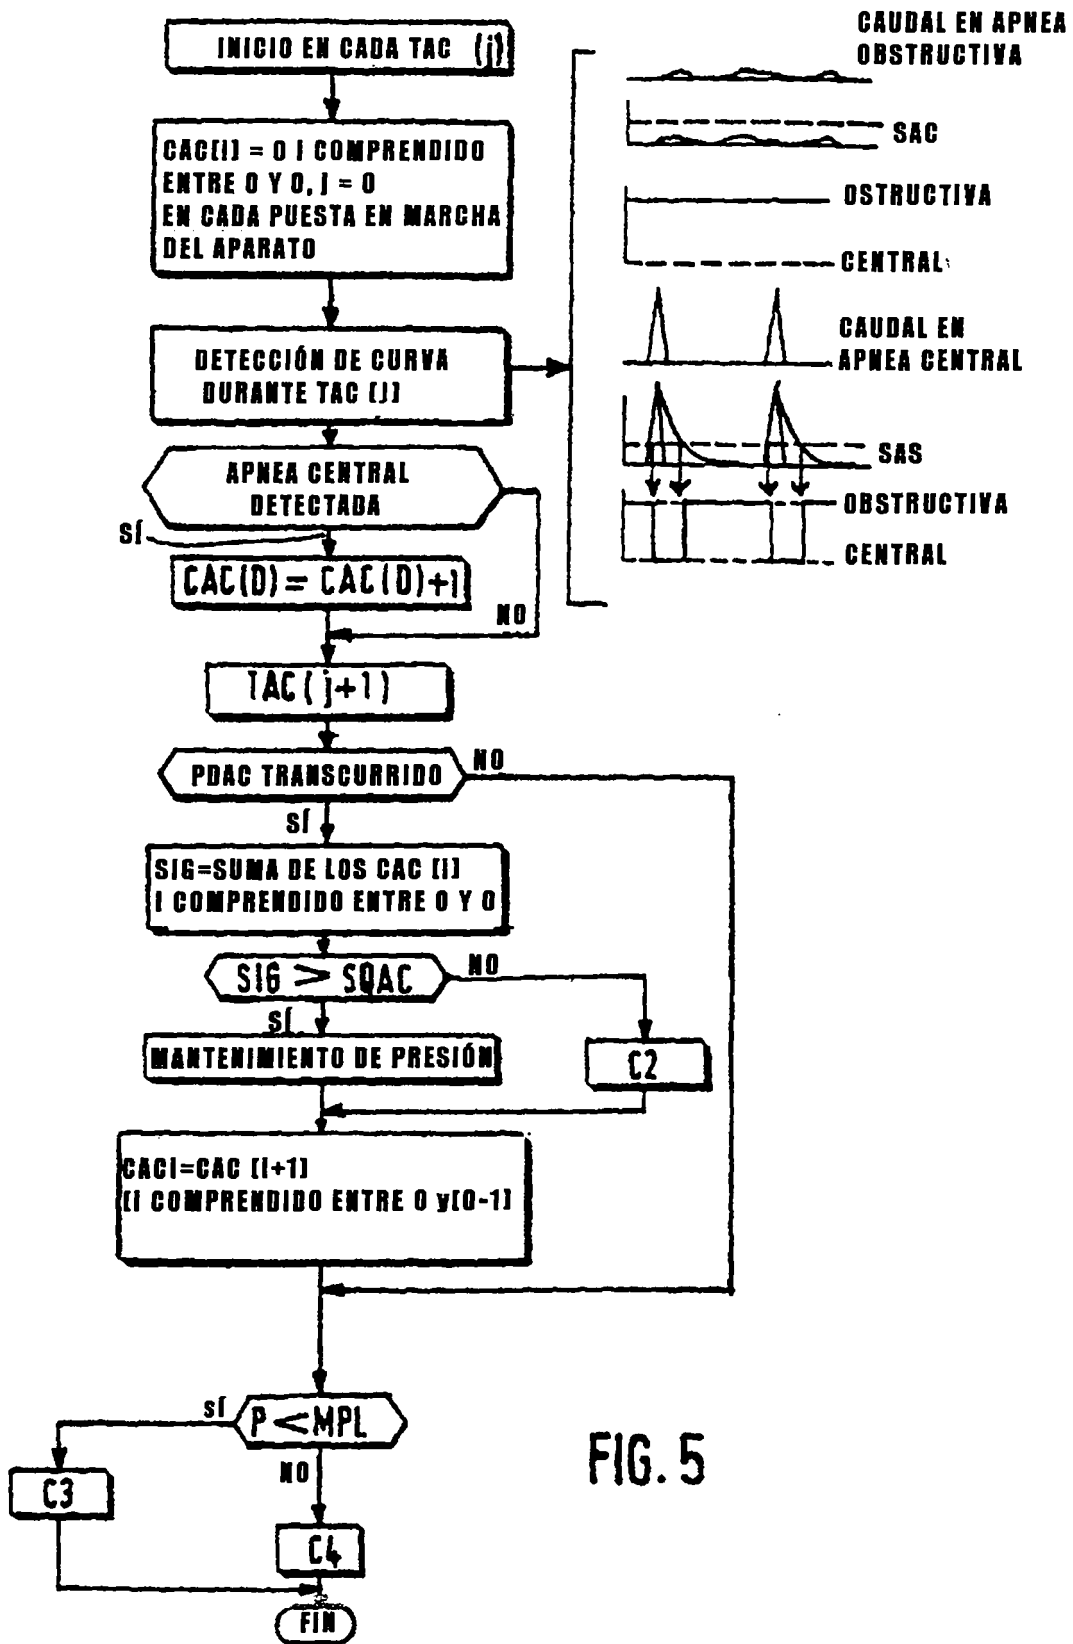 INICIO EN CADA TAC (j)
CAC[I] = 0 I COMPRENDIDO
ENTRE 0 Y 0, J = 0
EN CADA PUESTA EN MARCHA
DEL APARATO
DETECCIÓN DE CURVA
DURANTE TAC [J]
APNEA CENTRAL
DETECTADA
SÍ
NO
CAC(D) = CAC(D)+1
TAC(j+1)
PDAC TRANSCURRIDO
NO
SÍ
SIG=SUMA DE LOS CAC [I]
I COMPRENDIDO ENTRE 0 Y 0
SIG > SQAC
NO
SÍ
MANTENIMIENTO DE PRESIÓN
C2
CACI=CAC [I+1]
[I COMPRENDIDO ENTRE 0 y[0-1]
P < MPL
SÍ
NO
C3
C4
FIN
CAUDAL EN APNEA
OBSTRUCTIVA
SAC
OSTRUCTIVA
CENTRAL
CAUDAL EN
APNEA CENTRAL
SAS
OBSTRUCTIVA
CENTRAL
FIG. 5